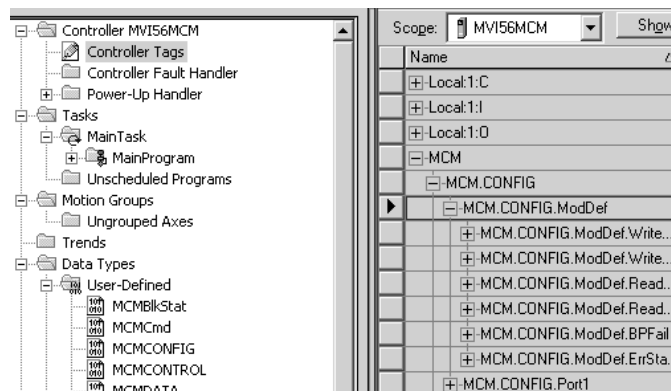 Controller MVI56MCM
Controller Tags
Controller Fault Handler
Power-Up Handler
Tasks
MainTask
MainProgram
Unscheduled Programs
Motion Groups
Ungrouped Axes
Trends
Data Types
User-Defined
MCMBlkStat
MCMCmd
MCMCONFIG
MCMCONTROL
MCMDATA
Scope: MVI56MCM Show
Name
Local:1:C
Local:1:I
Local:1:O
MCM
MCM.CONFIG
MCM.CONFIG.ModDef
MCM.CONFIG.ModDef.Write...
MCM.CONFIG.ModDef.Write...
MCM.CONFIG.ModDef.Read...
MCM.CONFIG.ModDef.Read...
MCM.CONFIG.ModDef.BPFail
MCM.CONFIG.ModDef.ErrSta...
MCM.CONFIG.Port1